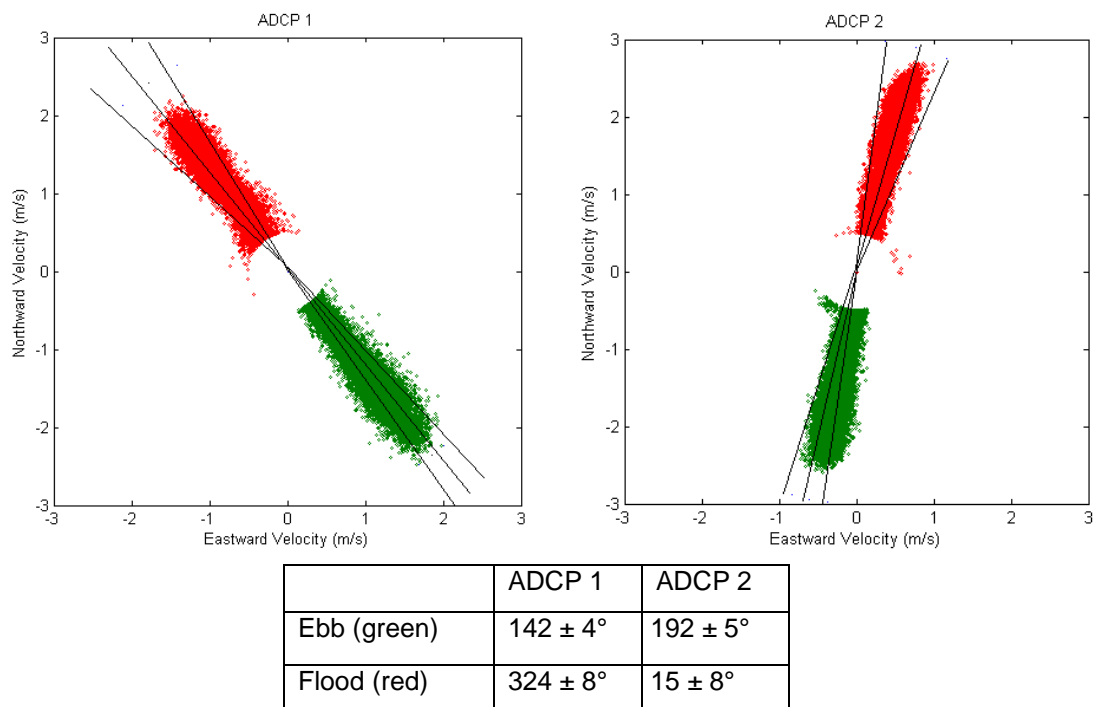 ADCP 1
3
2
1
0
-1
-2
-3
Northward Velocity (m/s)
-3 -2 -1 0 1 2 3
Eastward Velocity (m/s)
ADCP 2
3
2
1
0
-1
-2
-3
Northward Velocity (m/s)
-3 -2 -1 0 1 2 3
Eastward Velocity (m/s)
ADCP 1 ADCP 2
Ebb (green) 142 ± 4° 192 ± 5°
Flood (red) 324 ± 8° 15 ± 8°